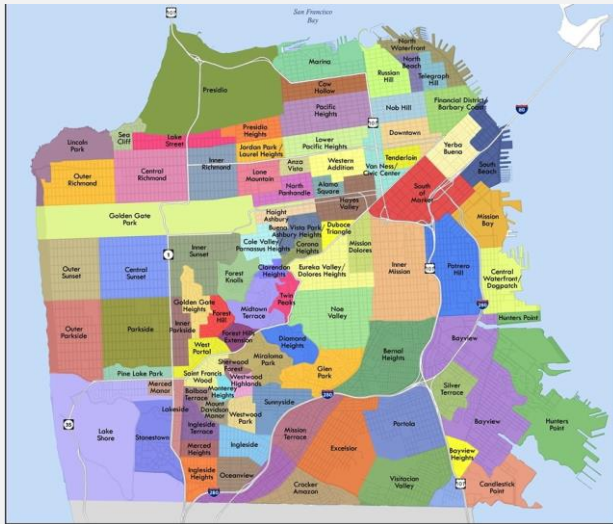 San Francisco
Bay
101
North
Waterfront
Marina
North
Beach
Russian
Hill
Telegraph
Hill
Presidio
Cow
Hollow
Pacific
Heights
Nob Hill
Financial District/
Barbary Coast
80
Lincoln
Park
Sea
Cliff
Lake
Street
Presidio
Heights
Jordan Park /
Laurel Heights
Lower
Pacific Heights
101
Downtown
Yerba
Buena
South
Beach
Outer
Richmond
Central
Richmond
Inner
Richmond
Lone
Mountain
Anza
Vista
Western
Addition
Van Ness/
Civic Center
Tenderloin
North
Panhandle
Alamo
Square
Hayes
Valley
South
of
Market
Mission
Bay
Golden Gate
Park
Haight
Ashbury
Buena Vista Park/
Ashbury Heights
Duboce
Triangle
Cole Valley/
Parnassus Heights
Corona
Heights
Mission
Dolores
Inner
Sunset
Outer
Sunset
Central
Sunset
Forest
Knolls
Clarendon
Heights
Eureka Valley/
Dolores Heights
Inner
Mission
101
Potrero
Hill
Central
Waterfront/
Dogpatch
280
Golden Gate
Heights
Forest
Hill
Midtown
Terrace
Twin
Peaks
Noe
Valley
Hunters Point
Outer
Parkside
Parkside
Inner
Parkside
West
Portal
Forest Hills
Extension
Diamond
Heights
Bernal
Heights
Bayview
Pine Lake Park
Saint Francis
Wood
Sherwood
Forest
Miraloma
Park
Glen
Park
Westwood
Highlands
Merced
Manor
Balboa
Terrace
Monterey
Heights
Mount
Davidson
Manor
Westwood
Park
Sunnyside
280
Silver
Terrace
Lakeside
Ingleside
Terrace
Ingleside
Mission
Terrace
Excelsior
Portola
Bayview
Hunters
Point
35
Lake
Shore
Stonestown
Merced
Heights
Ingleside
Heights
Oceanview
Crocker
Amazon
Visitacion
Valley
Bayview
Heights
101
Candlestick
Point
280